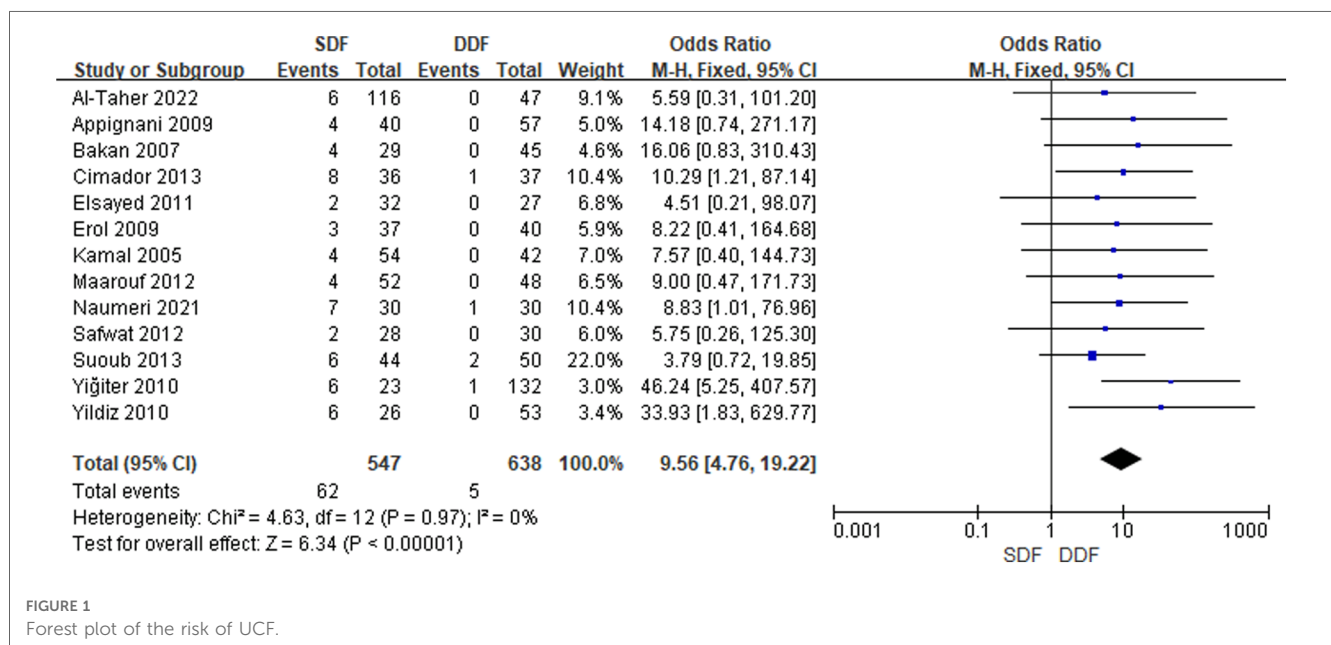 SDF DDF Odds Ratio Odds Ratio
Study or Subgroup Events Total Events Total Weight M-H, Fixed, 95% CI M-H, Fixed, 95% CI
Al-Taher 2022 6 116 0 47 9.1% 5.59 [0.31, 101.20]
Appignani 2009 4 40 0 57 5.0% 14.18 [0.74, 271.17]
Bakan 2007 4 29 0 45 4.6% 16.06 [0.83, 310.43]
Cimador 2013 8 36 1 37 10.4% 10.29 [1.21, 87.14]
Elsayed 2011 2 32 0 27 6.8% 4.51 [0.21, 98.07]
Erol 2009 3 37 0 40 5.9% 8.22 [0.41, 164.68]
Kamal 2005 4 54 0 42 7.0% 7.57 [0.40, 144.73]
Maarouf 2012 4 52 0 48 6.5% 9.00 [0.47, 171.73]
Naumeri 2021 7 30 1 30 10.4% 8.83 [1.01, 76.96]
Safwat 2012 2 28 0 30 6.0% 5.75 [0.26, 125.30]
Suoub 2013 6 44 2 50 22.0% 3.79 [0.72, 19.85]
Yiğiter 2010 6 23 1 132 3.0% 46.24 [5.25, 407.57]
Yildiz 2010 6 26 0 53 3.4% 33.93 [1.83, 629.77]
Total (95% CI) 547 638 100.0% 9.56 [4.76, 19.22]
Total events 62 5
Heterogeneity: Chi² = 4.63, df = 12 (P = 0.97); I² = 0%
Test for overall effect: Z = 6.34 (P < 0.00001)
0.001 0.1 1 10 1000
SDF DDF
FIGURE 1
Forest plot of the risk of UCF.